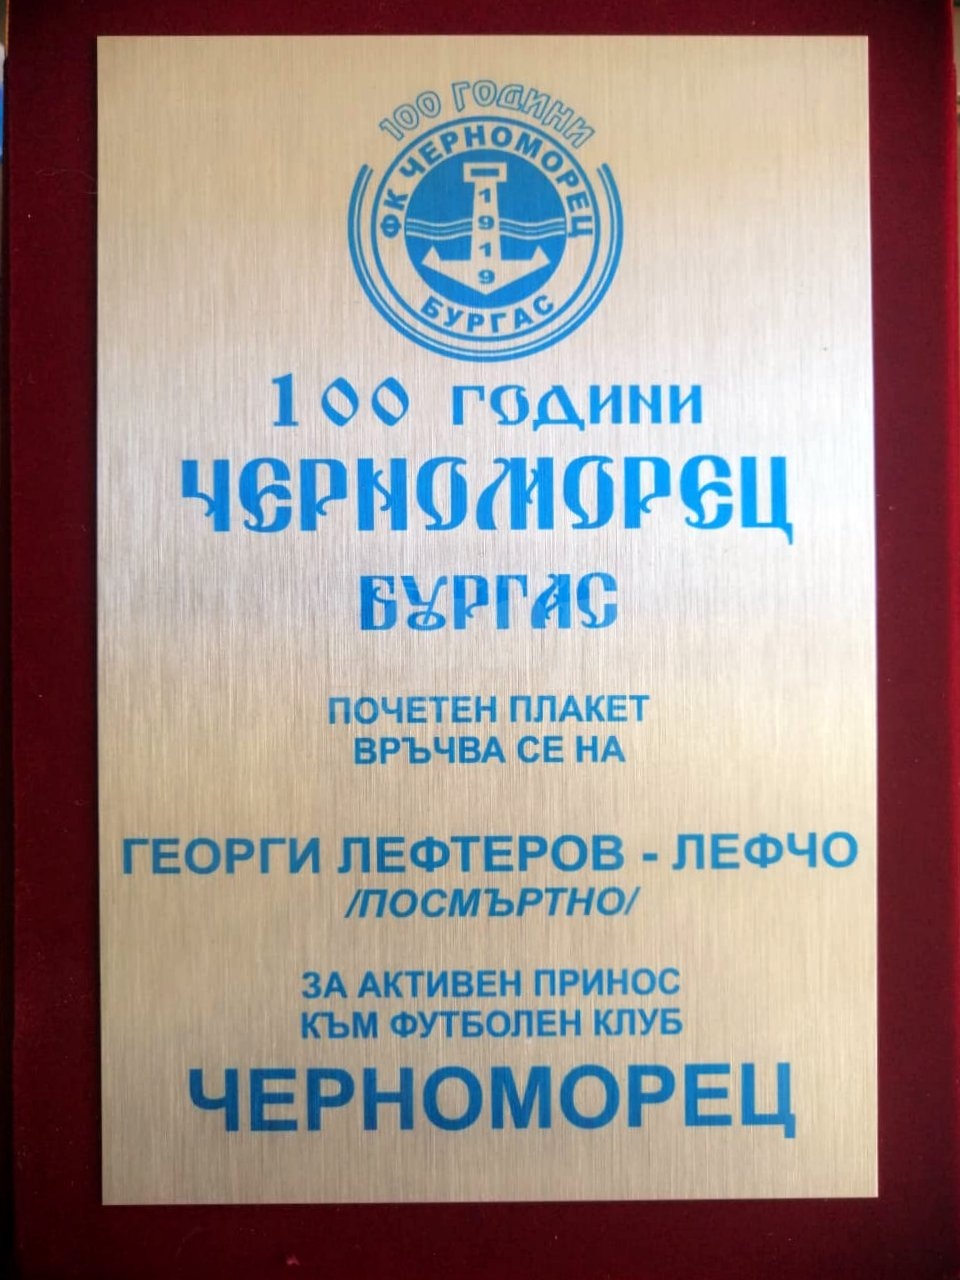 100 ГОДИНИ
ФК ЧЕРНОМОРЕЦ
1919
БУРГАС
100 ГОДИНИ
ЧЕРНОМОРЕЦ
БУРГАС
ПОЧЕТЕН ПЛАКЕТ
ВРЪЧВА СЕ НА
ГЕОРГИ ЛЕФТЕРОВ - ЛЕФЧО
/ПОСМЪРТНО/
ЗА АКТИВЕН ПРИНОС
КЪМ ФУТБОЛЕН КЛУБ
ЧЕРНОМОРЕЦ